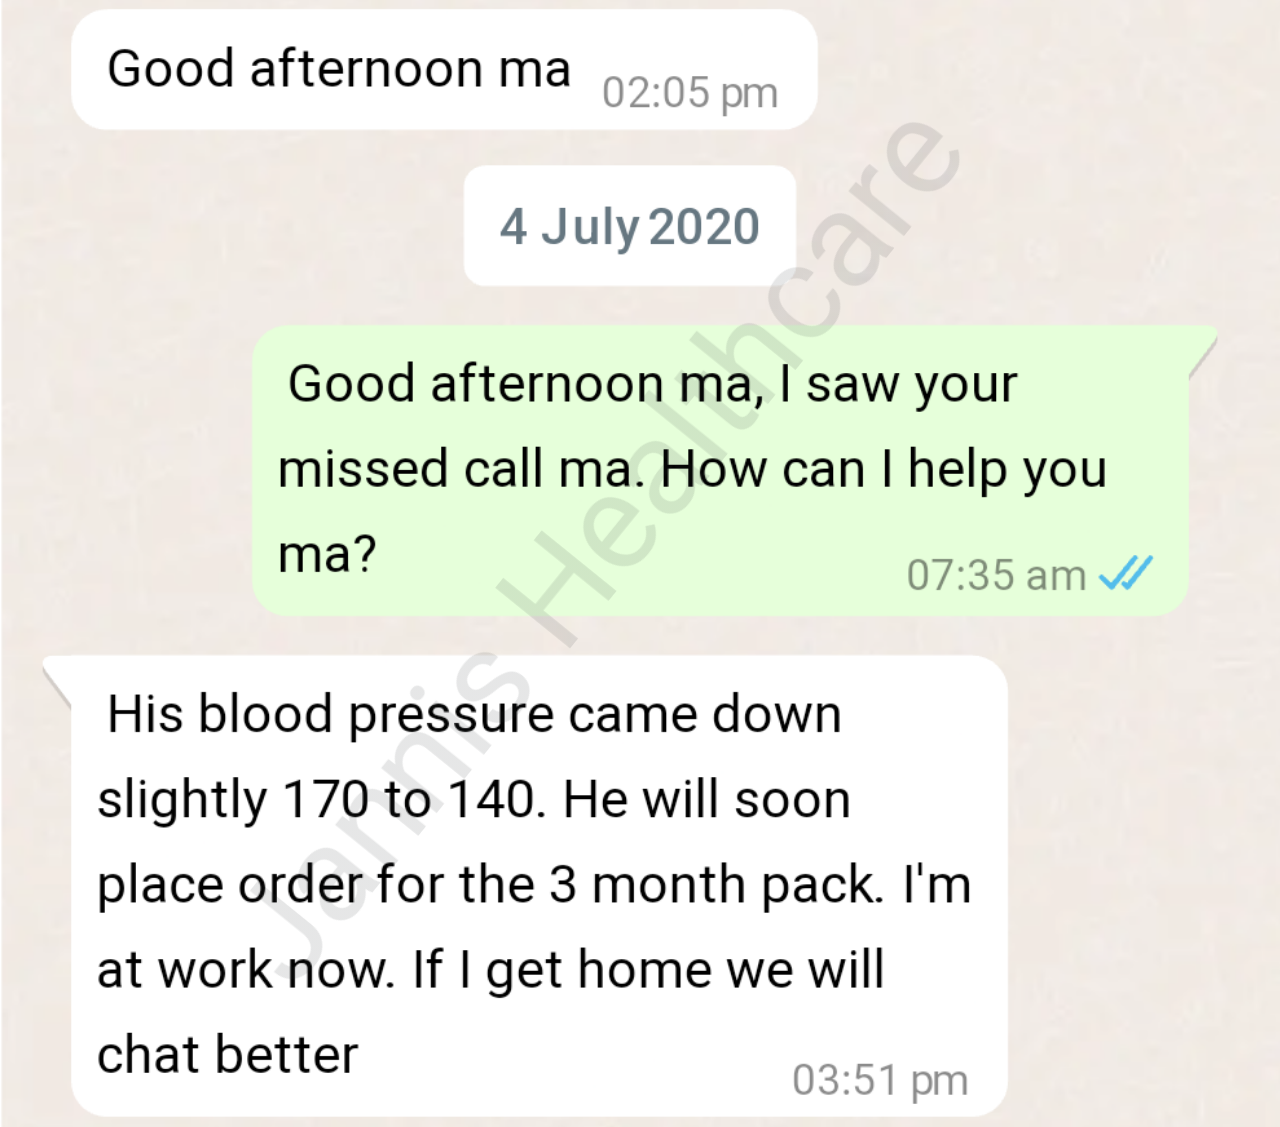 Good afternoon ma
02:05 pm
4 July 2020
Good afternoon ma, I saw your
missed call ma. How can I help you
ma?
07:35 am
His blood pressure came down
slightly 170 to 140. He will soon
place order for the 3 month pack. I'm
at work now. If I get home we will
chat better
03:51 pm
Jannis Healthcare